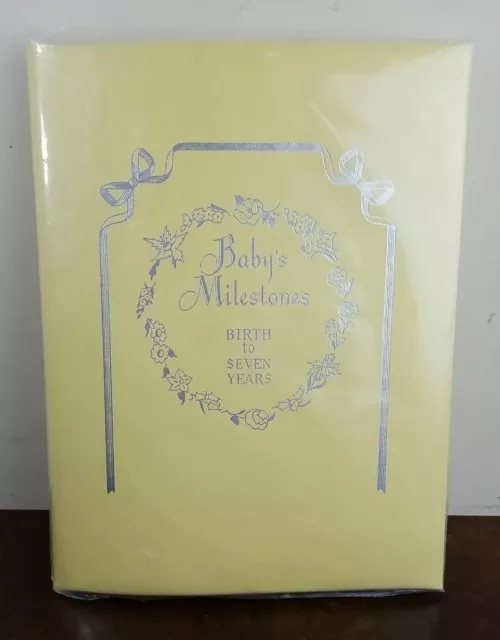 Baby's
Milestones
BIRTH
to
SEVEN
YEARS